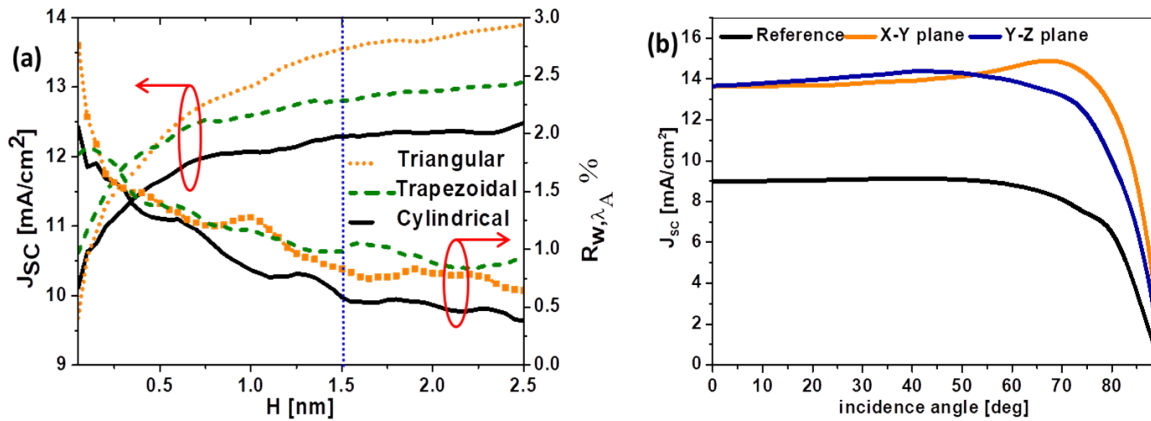 (a)
14
13
12
11
10
9
J_SC [mA/cm²]
0.5
1.0
1.5
2.0
2.5
H [nm]
3.0
2.5
2.0
1.5
1.0
0.5
0.0
R_w,λ_A %
Triangular
Trapezoidal
Cylindrical
(b)
Reference X-Y plane Y-Z plane
16
14
12
10
8
6
4
2
0
J_sc [mA/cm²]
0 10 20 30 40 50 60 70 80
incidence angle [deg]